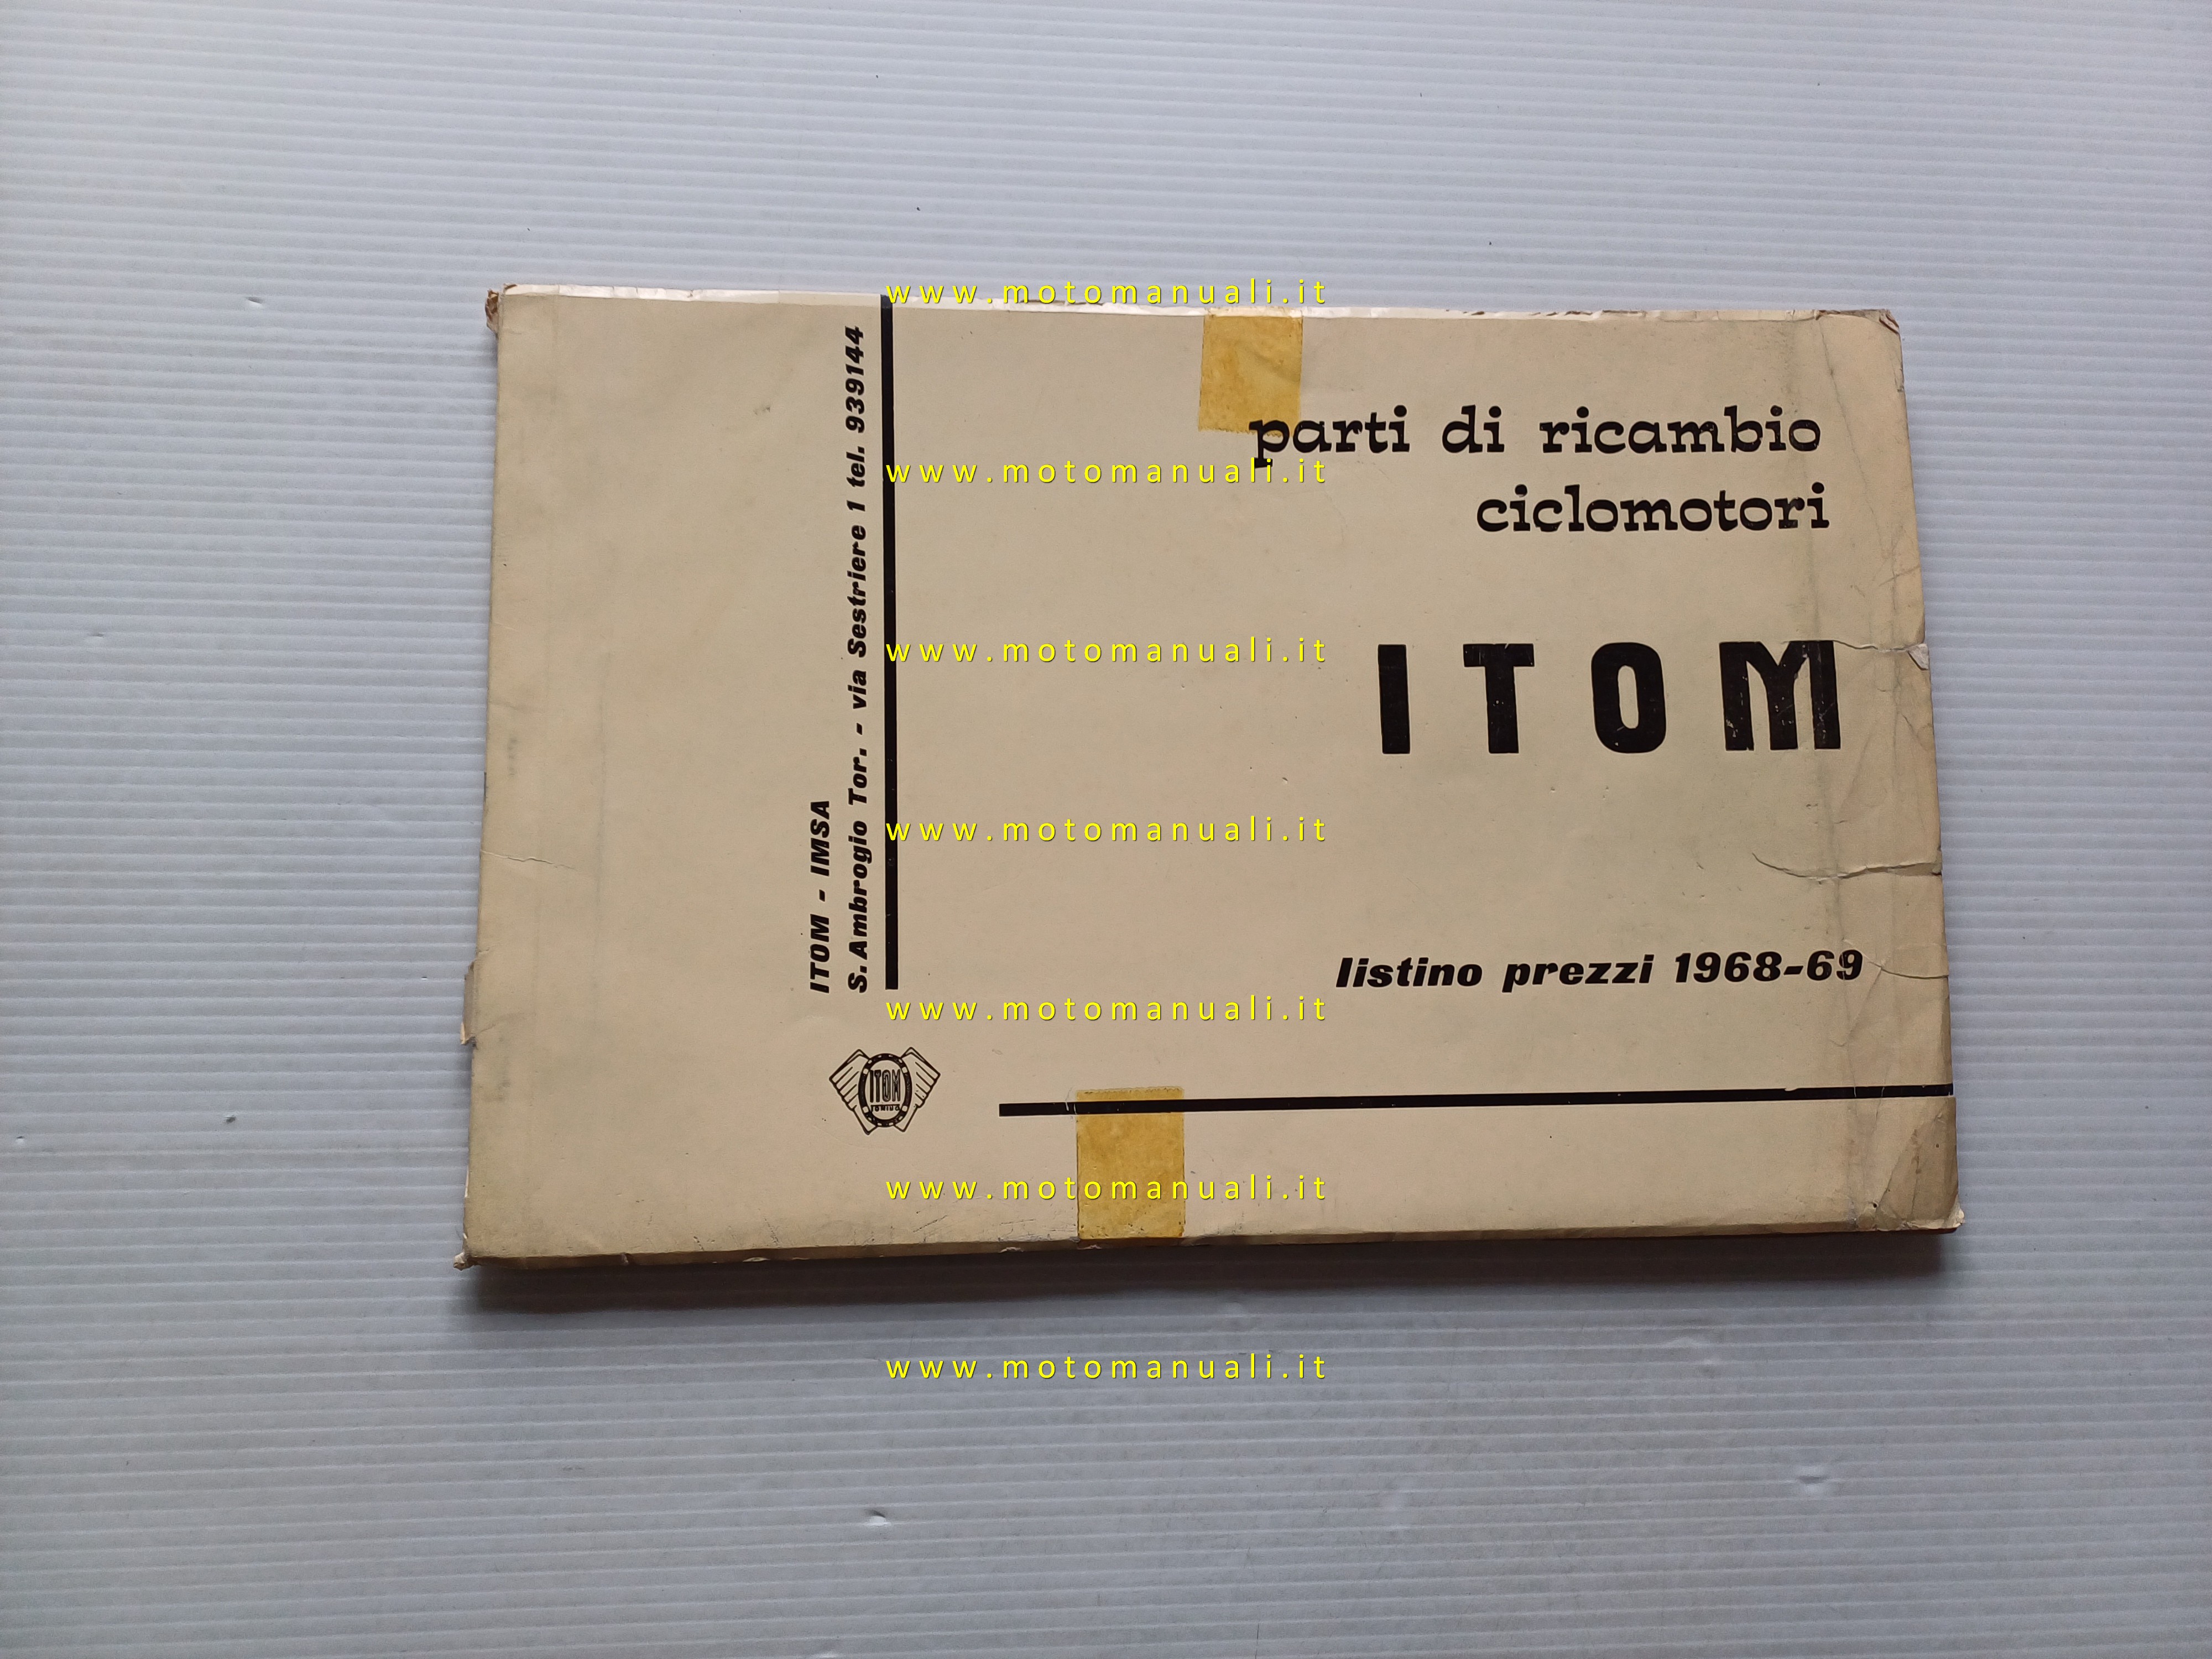 www.motomanuali.it
parti di ricambio
www.motomanuali.it
ciclomotori
www.motomanuali.it
ITOM
www.motomanuali.it
listino prezzi 1968-69
www.motomanuali.it
ITOM - IMSA
S. Ambrogio Tor. - via Sestriere 1 tel. 939144
ITOM
TORINO
www.motomanuali.it
www.motomanuali.it